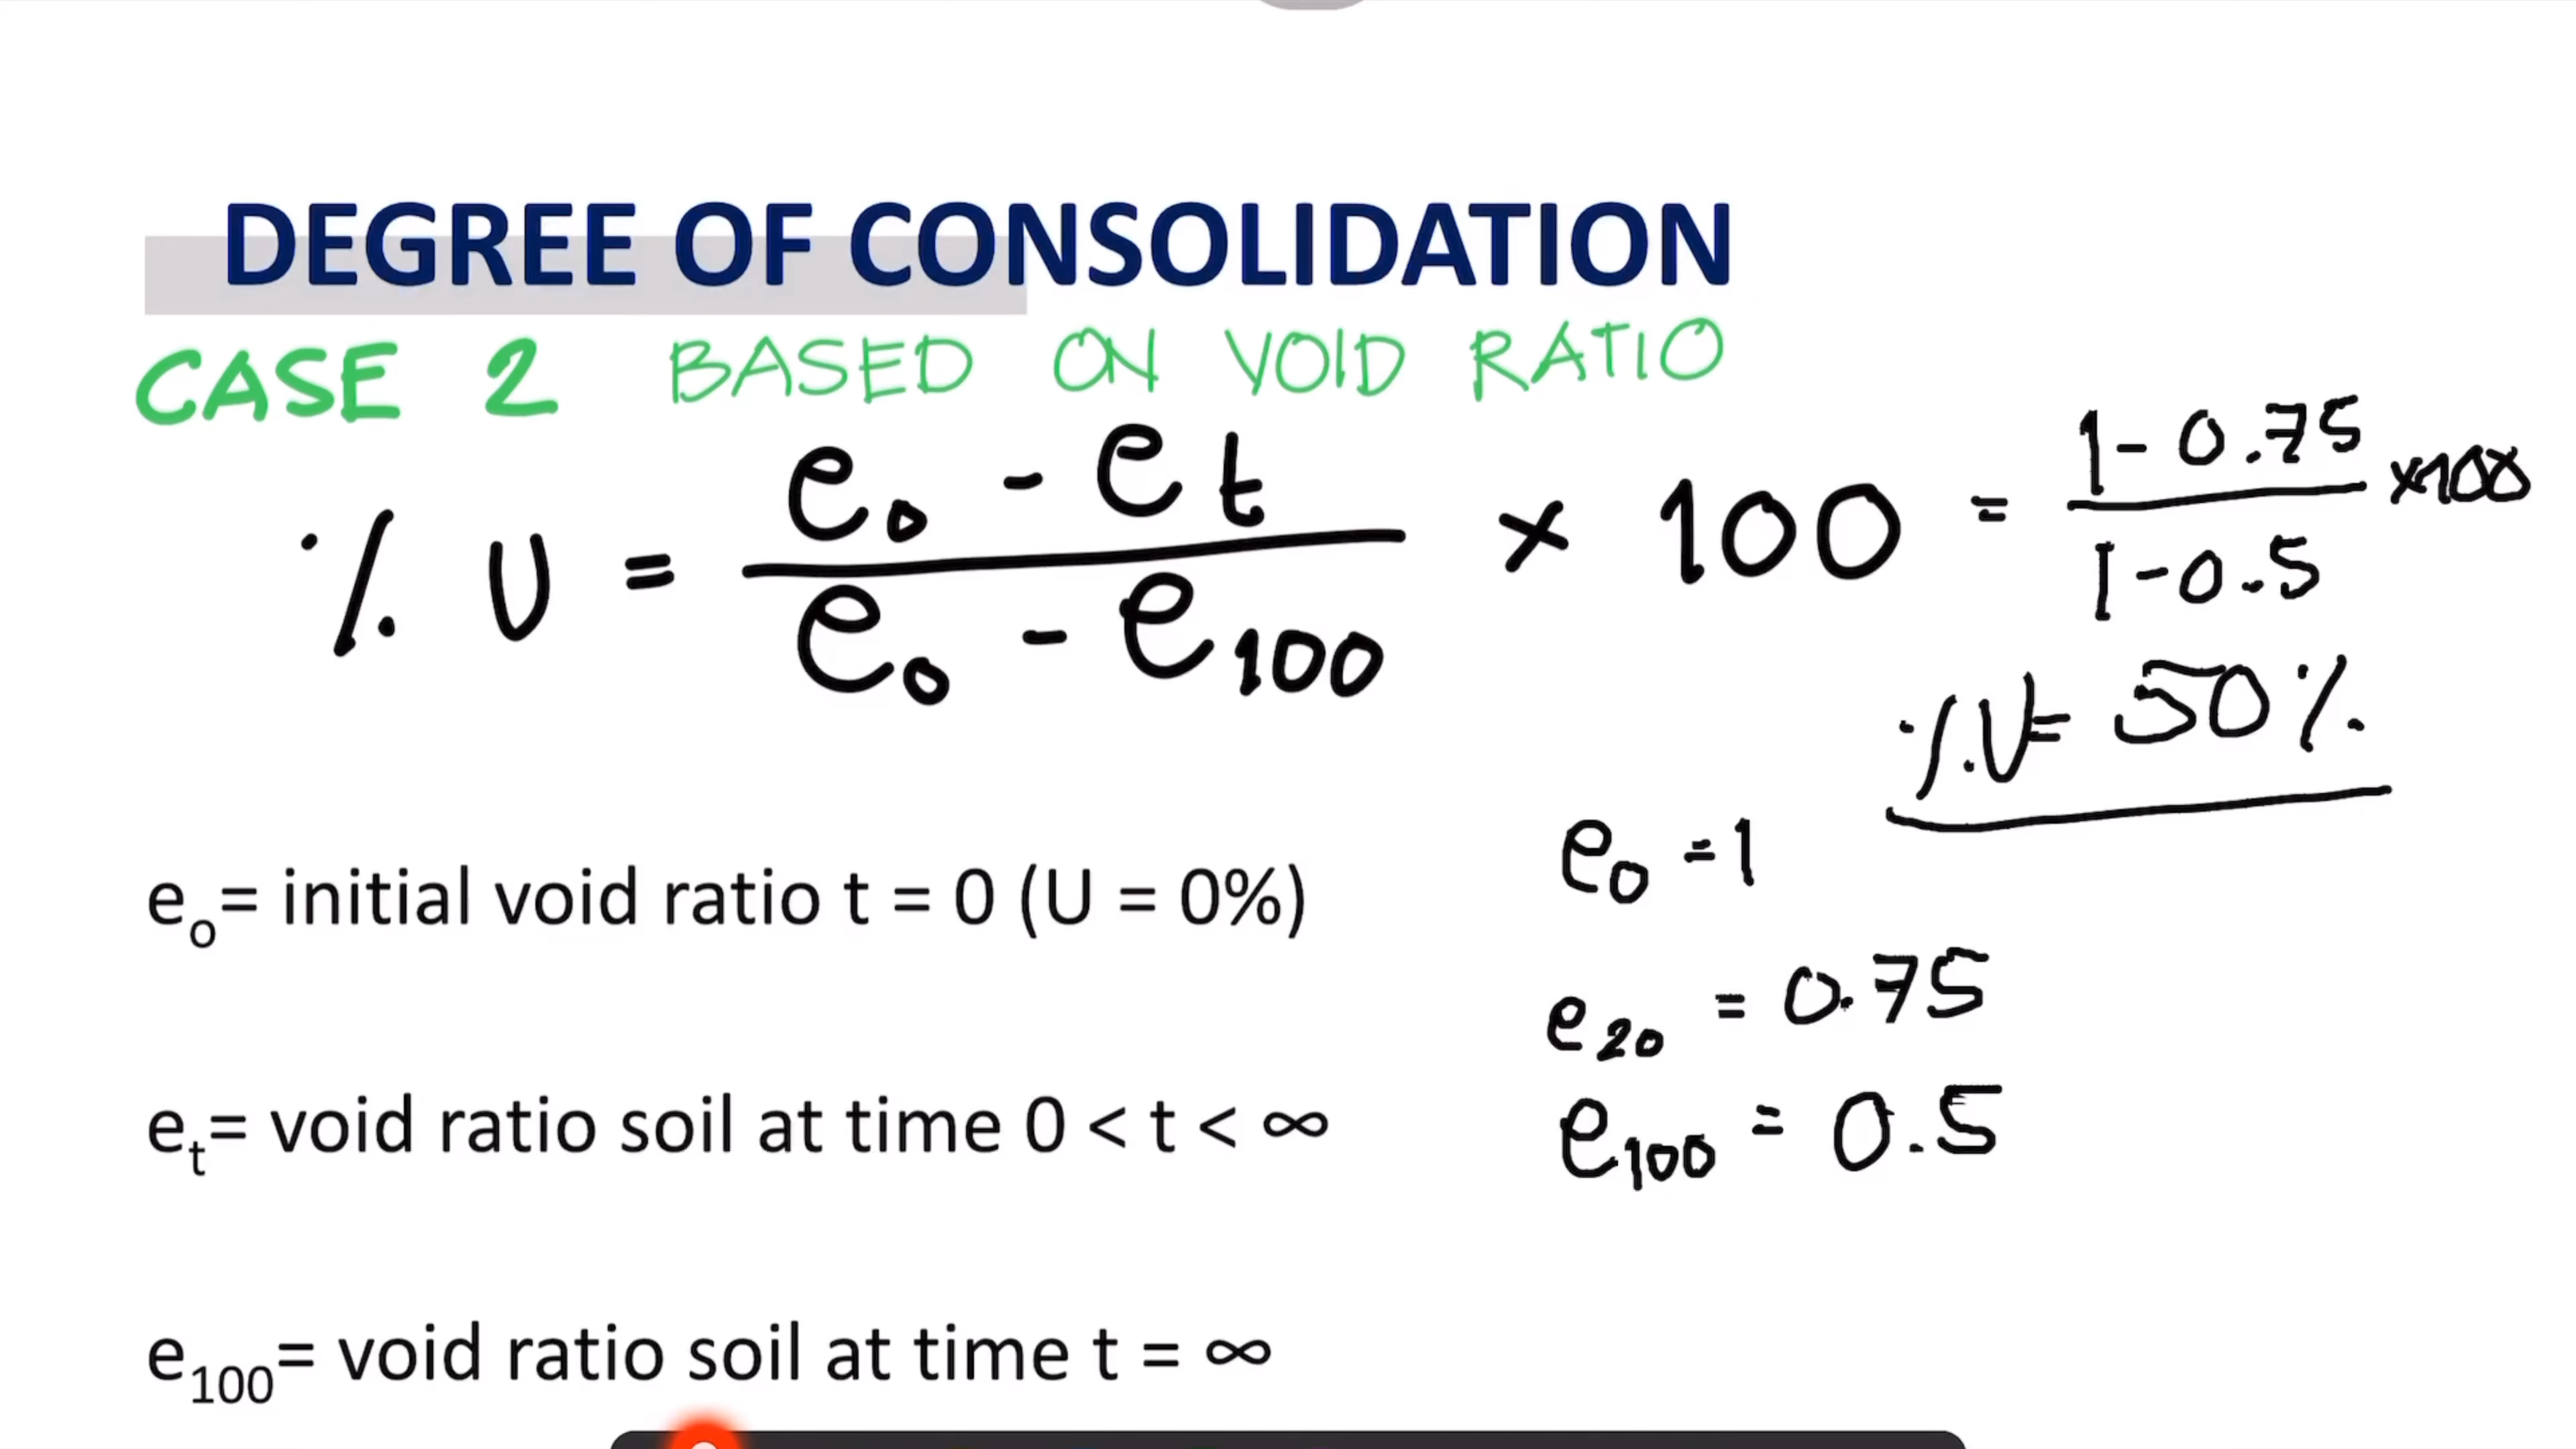 DEGREE OF CONSOLIDATION
CASE 2 BASED ON VOID RATIO
% U = (e₀ - et) / (e₀ - e₁₀₀) × 100 = (1 - 0.75) / (1 - 0.5) ×100
% U = 50%
e₀ = 1
eₒ= initial void ratio t = 0 (U = 0%)
e₂₀ = 0.75
eₜ= void ratio soil at time 0 < t < ∞
e₁₀₀ = 0.5
e₁₀₀= void ratio soil at time t = ∞